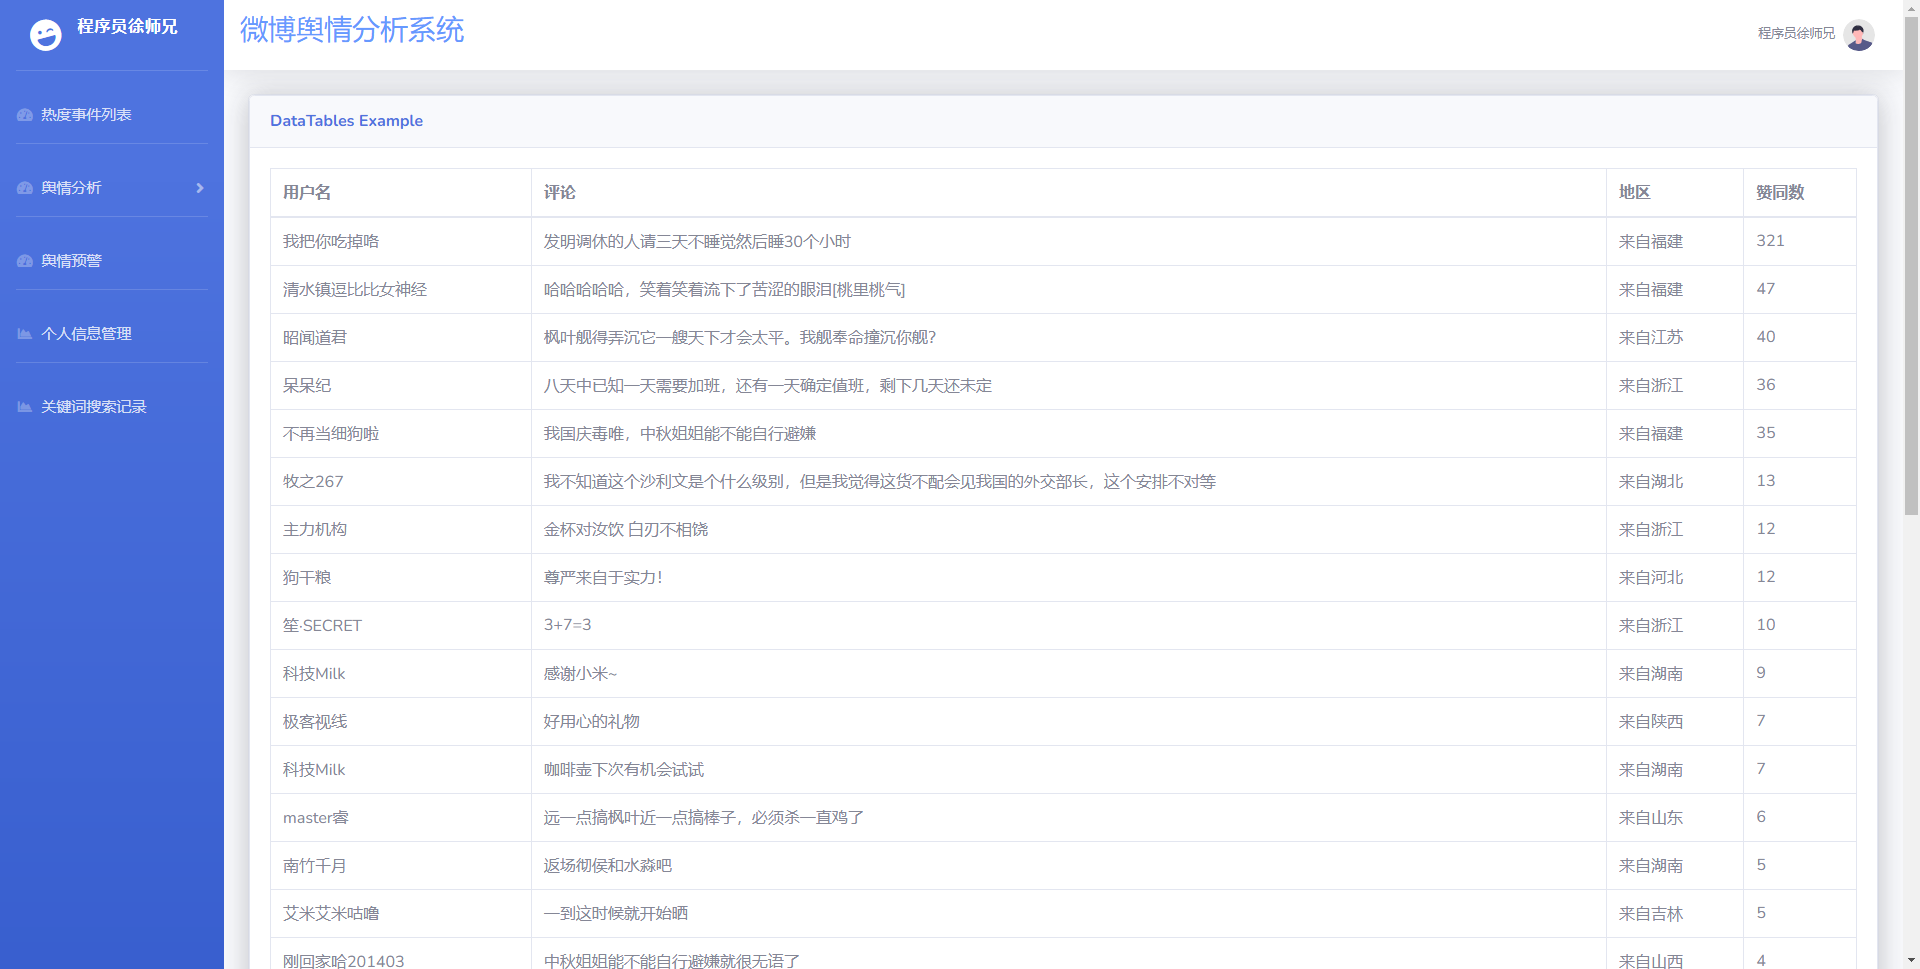 程序员徐师兄
热度事件列表
舆情分析
舆情预警
个人信息管理
关键词搜索记录
微博舆情分析系统
程序员徐师兄
DataTables Example
用户名 评论 地区 赞同数
我把你吃掉咯 发明调休的人请三天不睡觉然后睡30个小时 来自福建 321
清水镇逗比比女神经 哈哈哈哈哈，笑着笑着流下了苦涩的眼泪[桃里桃气] 来自福建 47
昭闻道君 枫叶舰得弄沉它一艘天下才会太平。我舰奉命撞沉你舰？ 来自江苏 40
呆呆纪 八天中已知一天需要加班，还有一天确定值班，剩下几天还未定 来自浙江 36
不再当细狗啦 我国庆毒唯，中秋姐姐能不能自行避嫌 来自福建 35
牧之267 我不知道这个沙利文是个什么级别，但是我觉得这货不配会见我国的外交部长，这个安排不对等 来自湖北 13
主力机构 金杯对汝饮 白刃不相饶 来自浙江 12
狗干粮 尊严来自于实力！ 来自河北 12
笙·SECRET 3+7=3 来自浙江 10
科技Milk 感谢小米~ 来自湖南 9
极客视线 好用心的礼物 来自陕西 7
科技Milk 咖啡壶下次有机会试试 来自湖南 7
master睿 远一点搞枫叶近一点搞棒子，必须杀一直鸡了 来自山东 6
南竹千月 返场彻侯和水淼吧 来自湖南 5
艾米艾米咕噜 一到这时候就开始晒 来自吉林 5
刚回家哈201403 中秋姐姐能不能自行避嫌就很无语了 来自山西 4